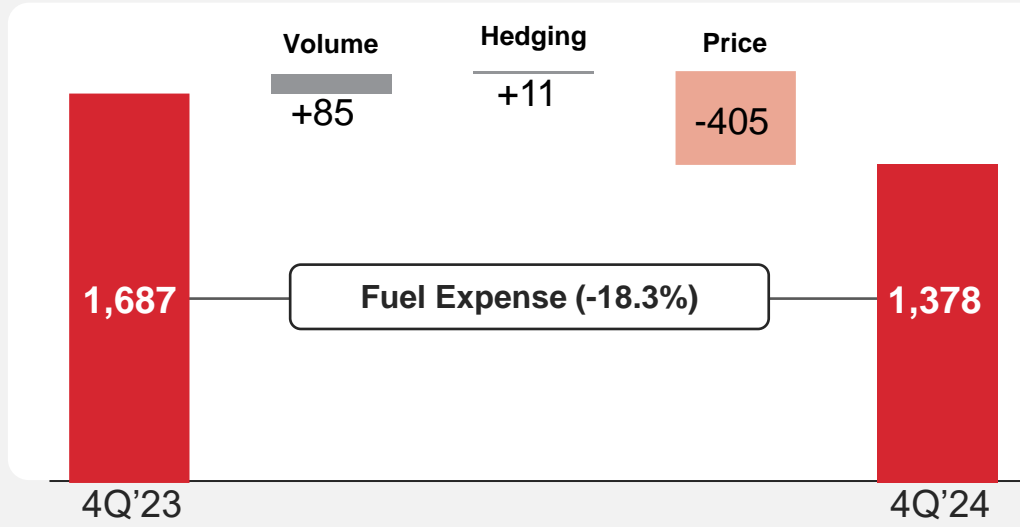 Volume
Hedging
Price
+85
+11
-405
1,687
Fuel Expense (-18.3%)
1,378
4Q’23
4Q’24